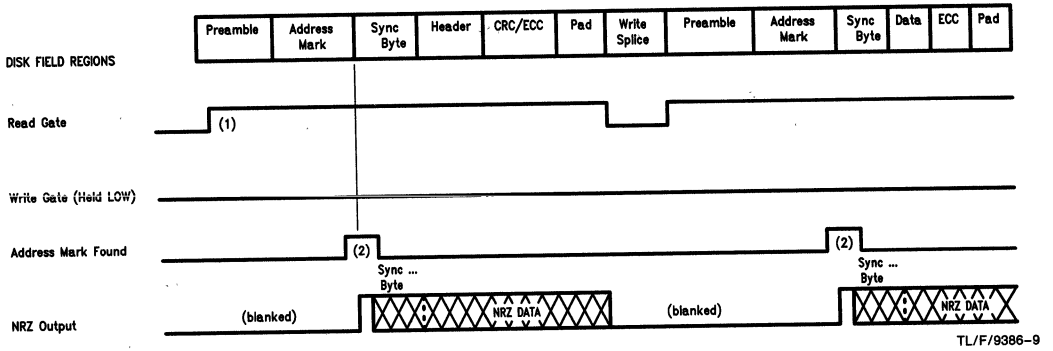 Preamble Address Mark Sync Byte Header CRC/ECC Pad Write Splice Preamble Address Mark Sync Byte Data ECC Pad
DISK FIELD REGIONS
Read Gate (1)
Write Gate (Held LOW)
Address Mark Found (2) (2)
Sync ... Byte Sync ... Byte
NRZ Output (blanked) NRZ DATA (blanked) NRZ DATA
TL/F/9386-9